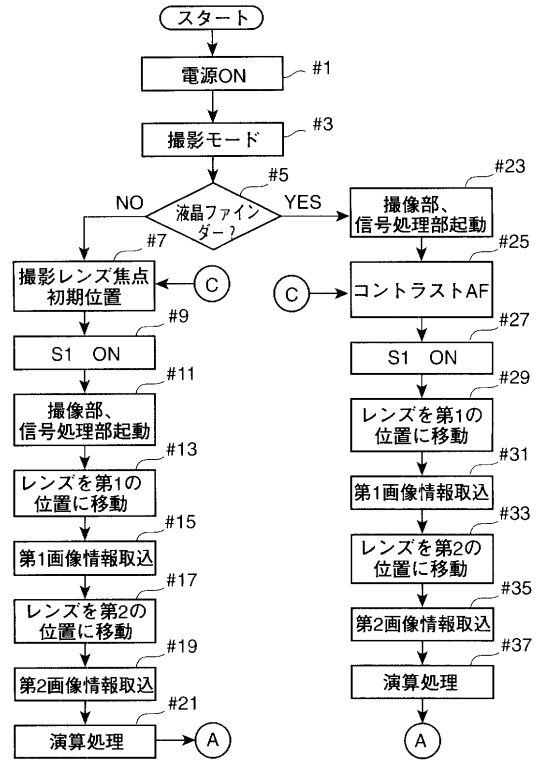 スタート
#1
電源ON
#3
撮影モード
#5
NO
YES
液晶ファイン
ダー?
#7
撮影レンズ焦点
初期位置
C
#9
S1 ON
#11
撮像部、
信号処理部起動
#13
レンズを第1の
位置に移動
#15
第1画像情報取込
#17
レンズを第2の
位置に移動
#19
第2画像情報取込
#21
演算処理
A
#23
撮像部、
信号処理部起動
#25
C
コントラストAF
#27
S1 ON
#29
レンズを第1の
位置に移動
#31
第1画像情報取込
#33
レンズを第2の
位置に移動
#35
第2画像情報取込
#37
演算処理
A